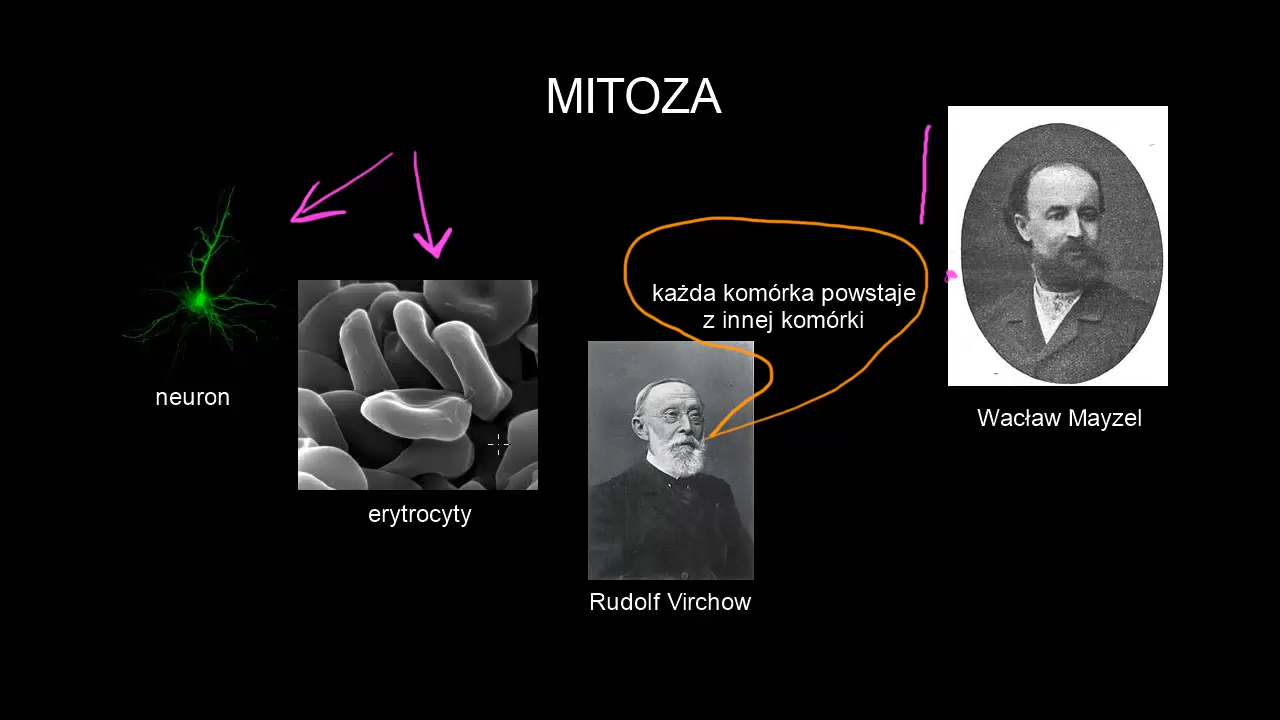 MITOZA
neuron
erytrocyty
każda komórka powstaje
z innej komórki
Rudolf Virchow
Wacław Mayzel